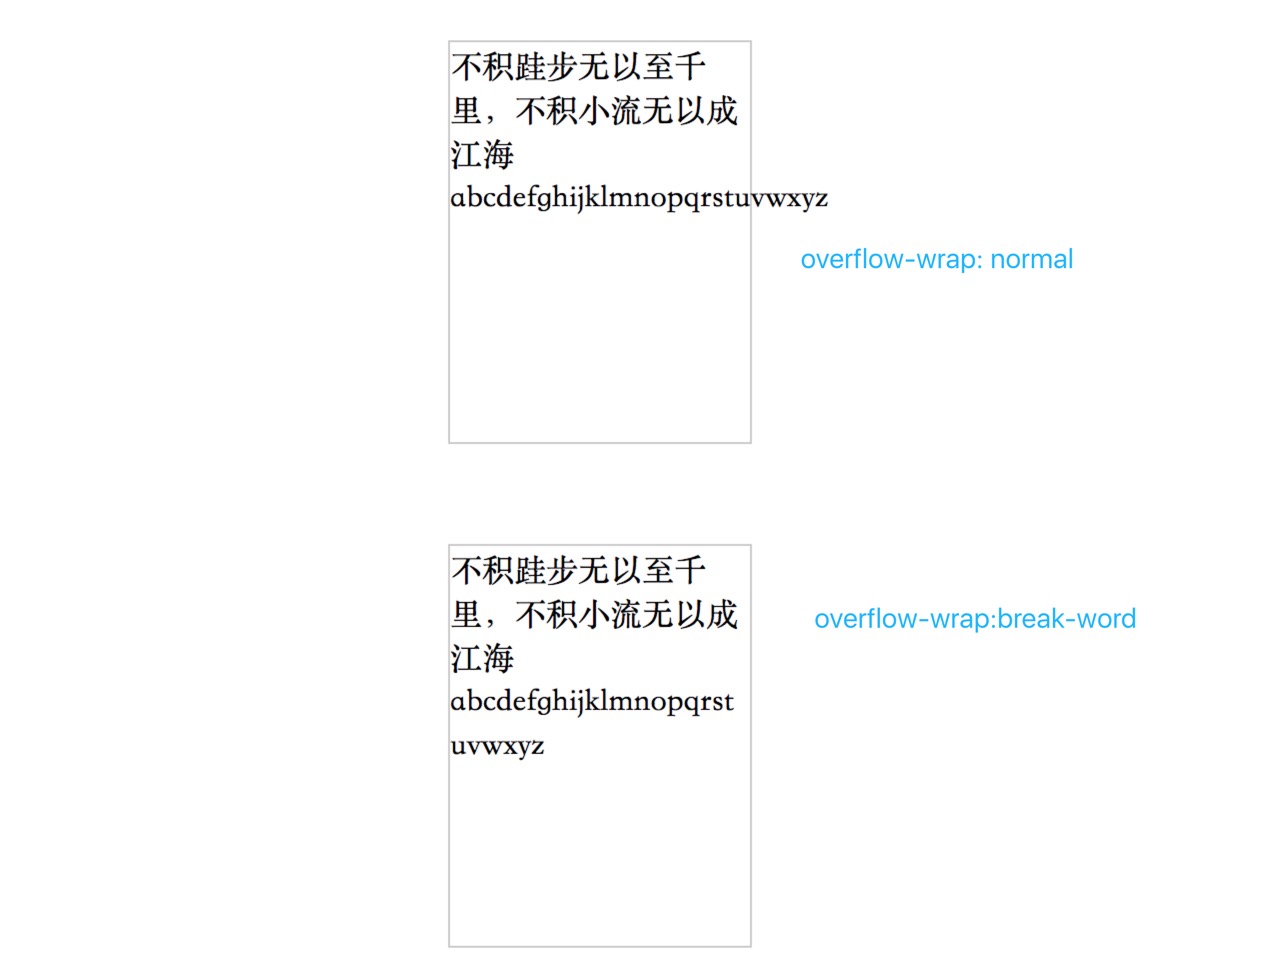 不积跬步无以至千
里，不积小流无以成
江海
abcdefghijklmnopqrstuvwxyz
overflow-wrap: normal
不积跬步无以至千
里，不积小流无以成
江海
abcdefghijklmnopqrst
uvwxyz
overflow-wrap:break-word